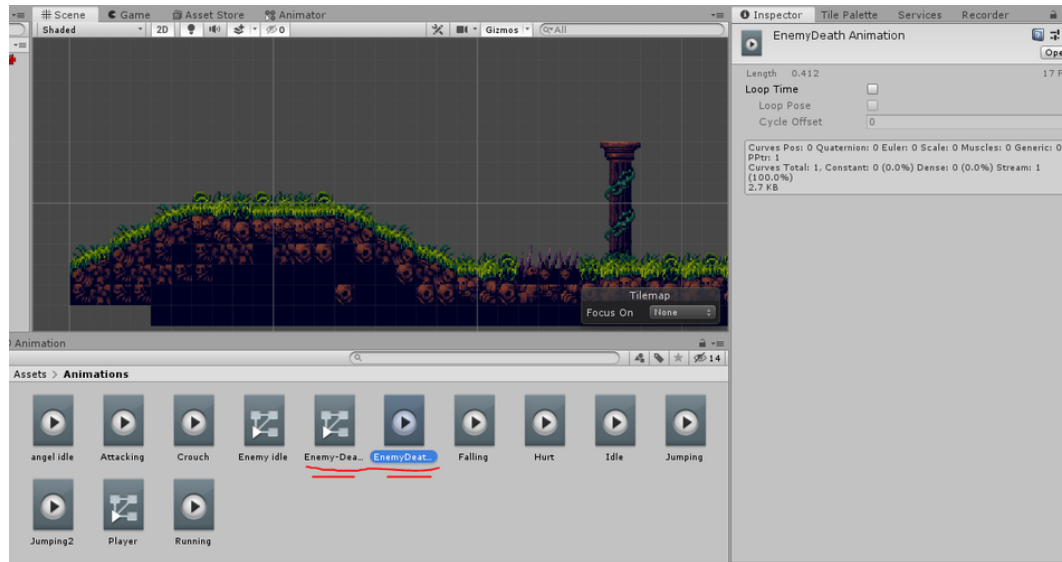 Scene Game Asset Store Animator
Shaded 2D 0 Gizmos All
Inspector Tile Palette Services Recorder
EnemyDeath Animation
Length 0.412 17
Loop Time
Loop Pose
Cycle Offset 0
Curves Pos: 0 Quaternion: 0 Euler: 0 Scale: 0 Muscles: 0 Generic: 0
PPtr: 1
Curves Total: 1, Constant: 0 (0.0%) Dense: 0 (0.0%) Stream: 1
(100.0%)
2.7 KB
Tilemap
Focus On None
Animation
14
Assets > Animations
angel idle Attacking Crouch Enemy idle Enemy-Dea... EnemyDeat... Falling Hurt Idle Jumping
Jumping2 Player Running